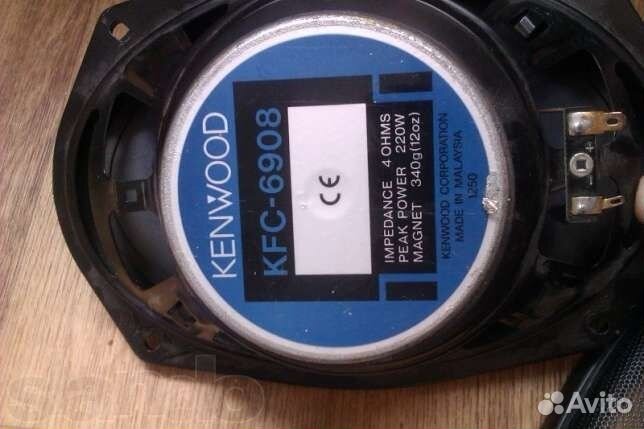 KENWOOD
KFC-6908
CE
IMPEDANCE 4 OHMS
PEAK POWER 220W
MAGNET 340g(12oz)
KENWOOD CORPORATION
MADE IN MALAYSIA
1250
+
Avito